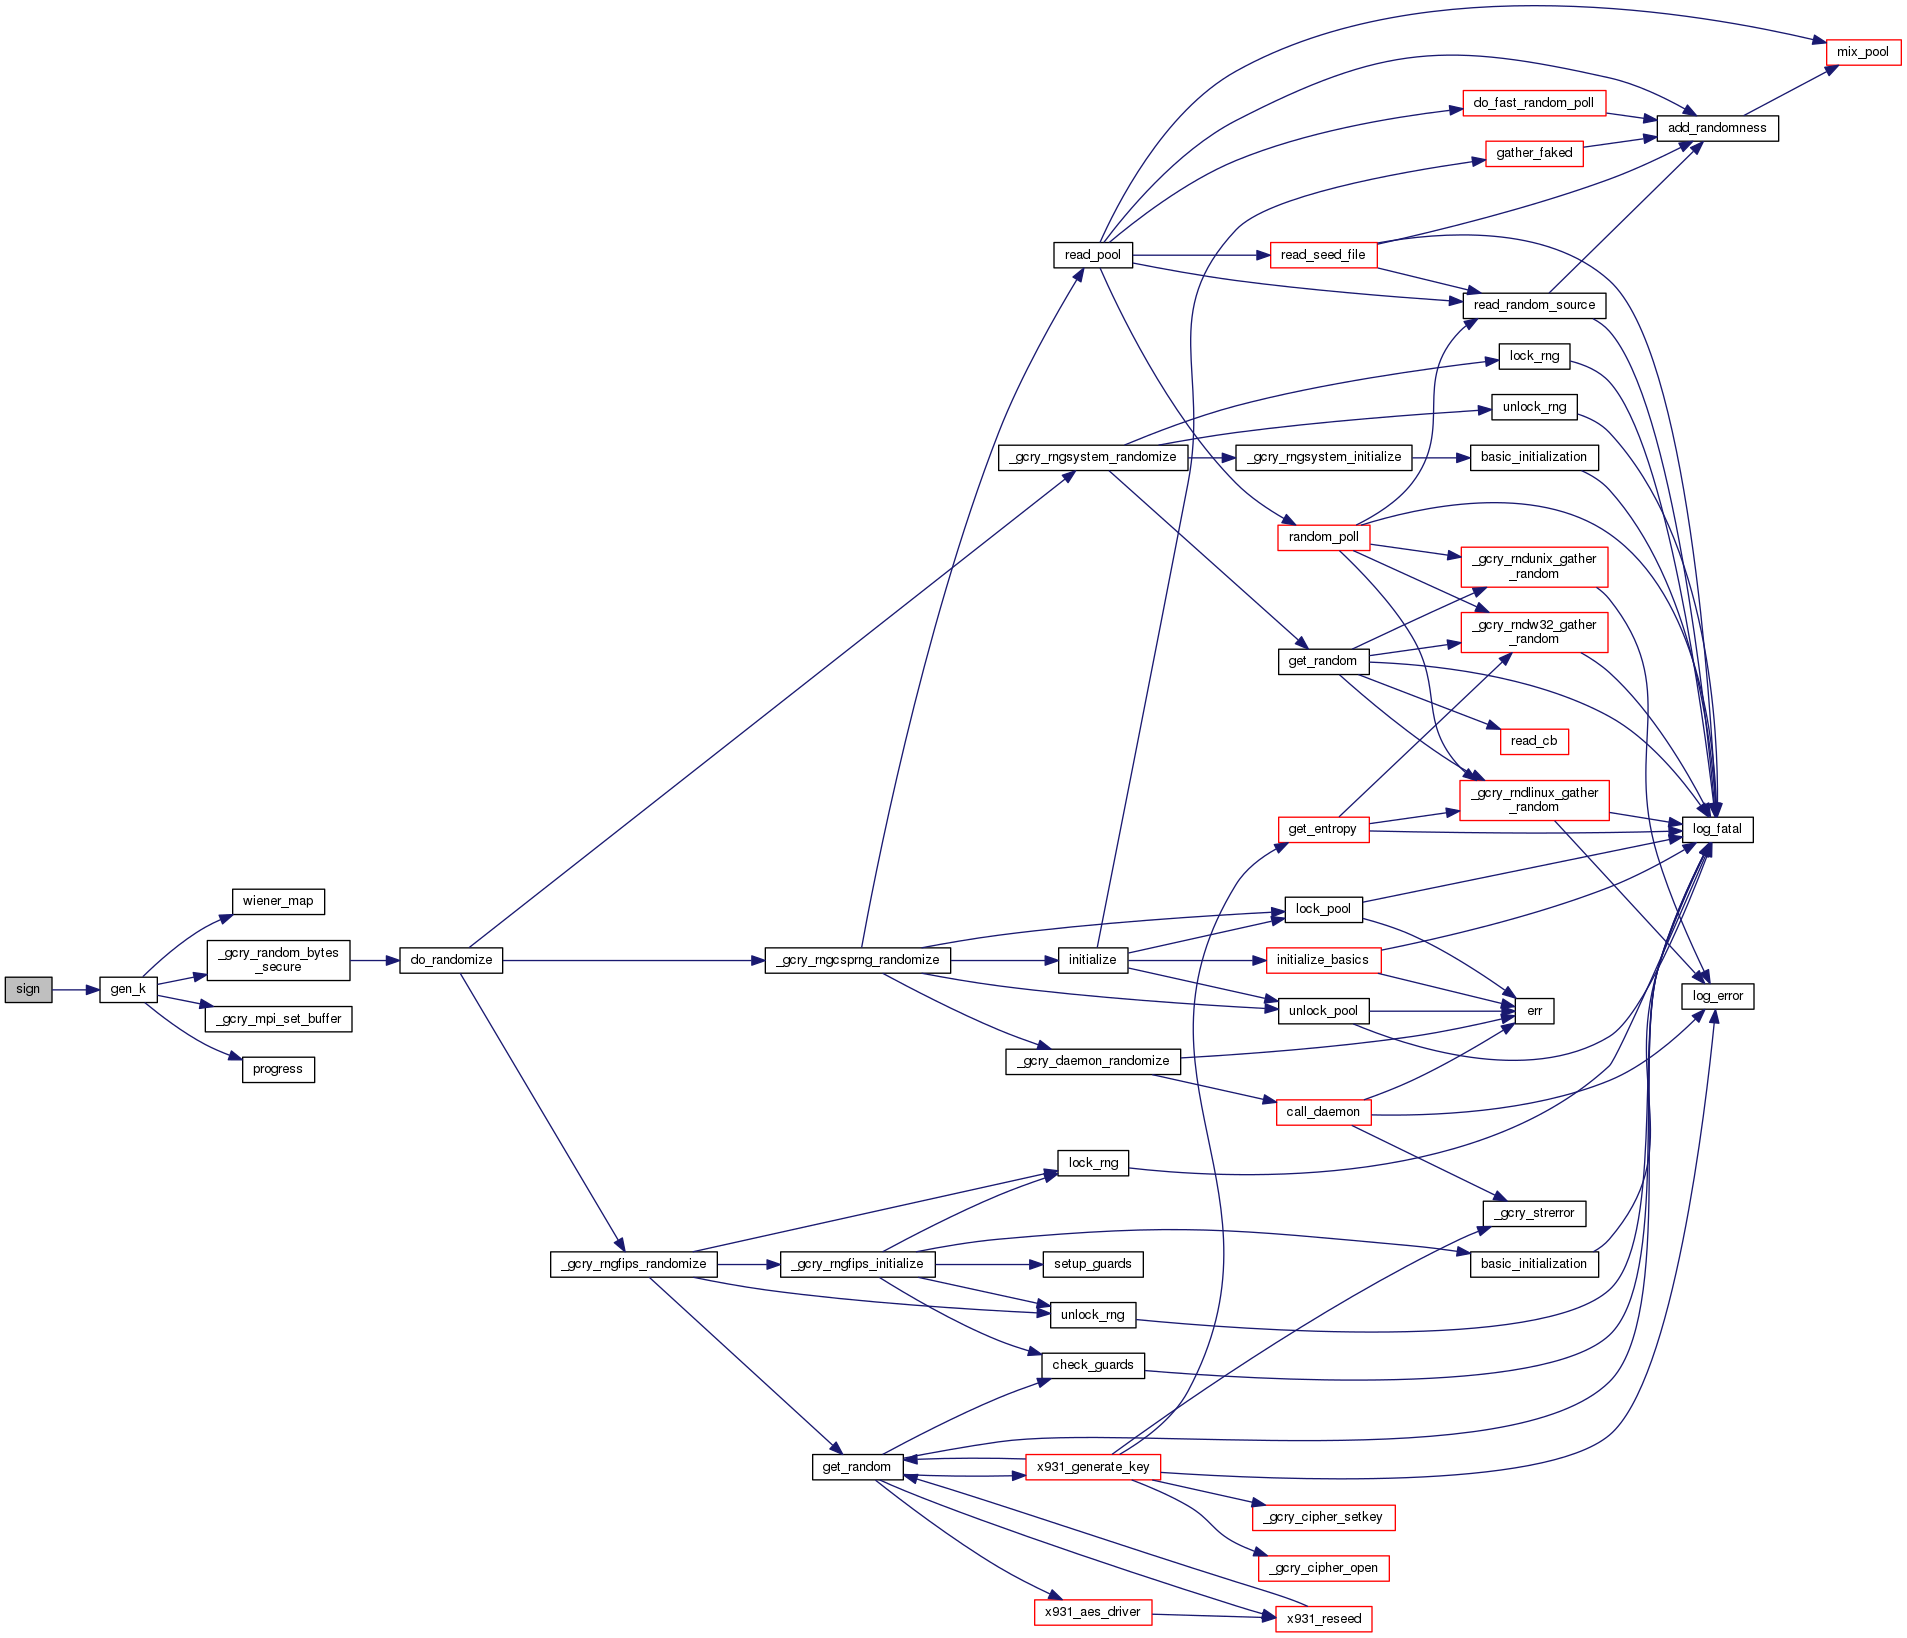 mix_pool
do_fast_random_poll
add_randomness
gather_faked
read_pool
read_seed_file
read_random_source
lock_rng
unlock_rng
_gcry_rngsystem_randomize
_gcry_rngsystem_initialize
basic_initialization
random_poll
_gcry_rndunix_gather
_random
_gcry_rndw32_gather
_random
get_random
read_cb
_gcry_rndlinux_gather
_random
get_entropy
log_fatal
wiener_map
lock_pool
_gcry_random_bytes
_secure
do_randomize
_gcry_rngcsprng_randomize
initialize
initialize_basics
sign
gen_k
log_error
unlock_pool
err
_gcry_mpi_set_buffer
progress
_gcry_daemon_randomize
call_daemon
lock_rng
_gcry_strerror
_gcry_rngfips_randomize
_gcry_rngfips_initialize
setup_guards
basic_initialization
unlock_rng
check_guards
get_random
x931_generate_key
_gcry_cipher_setkey
_gcry_cipher_open
x931_aes_driver
x931_reseed